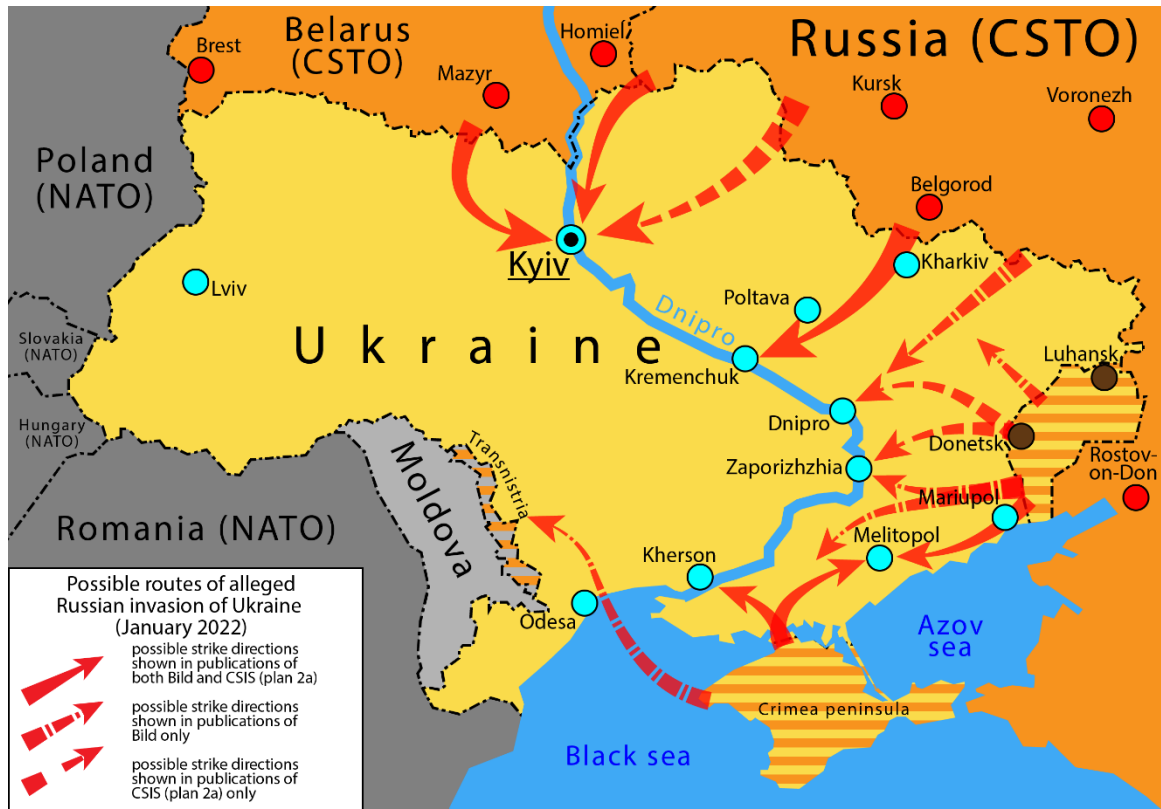 Belarus
(CSTO)
Homiel
Russia (CSTO)
Brest
Mazyr
Kursk
Voronezh
Poland
(NATO)
Belgorod
Kyiv
Kharkiv
Lviv
Poltava
Dnipro
Slovakia
(NATO)
Ukraine
Kremenchuk
Luhansk
Hungary
(NATO)
Dnipro
Donetsk
Transnistria
Moldova
Zaporizhzhia
Rostov-
on-Don
Mariupol
Romania (NATO)
Melitopol
Kherson
Odesa
Azov
sea
Crimea peninsula
Black sea
Possible routes of alleged
Russian invasion of Ukraine
(January 2022)
possible strike directions
shown in publications of
both Bild and CSIS (plan 2a)
possible strike directions
shown in publications of
Bild only
possible strike directions
shown in publications of
CSIS (plan 2a) only